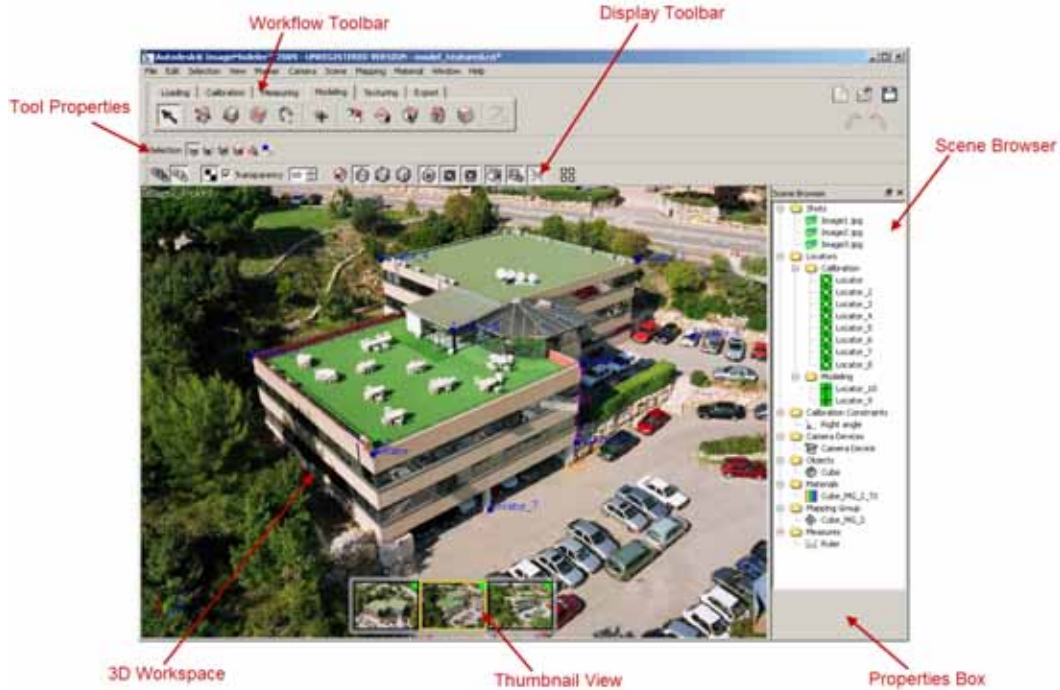 Workflow Toolbar
Display Toolbar
Tool Properties
Scene Browser
3D Workspace
Thumbnail View
Properties Box
File Edit Selection View Camera Scene Mapping Material Window Help
Loading Calibration Measuring Modeling Texturing Export
Selection
Transparency
Scene Browser
Shots
Image1.jpg
Image2.jpg
Image3.jpg
Locators
Calibration
Locator
Locator_2
Locator_3
Locator_4
Locator_5
Locator_6
Locator_7
Locator_8
Modeling
Locator_10
Locator_9
Calibration Constraints
Right angle
Camera Devices
Camera Device
Objects
Cube
Materials
Cube_MG_2_TX
Mapping Group
Cube_MG_2
Measures
Ruler